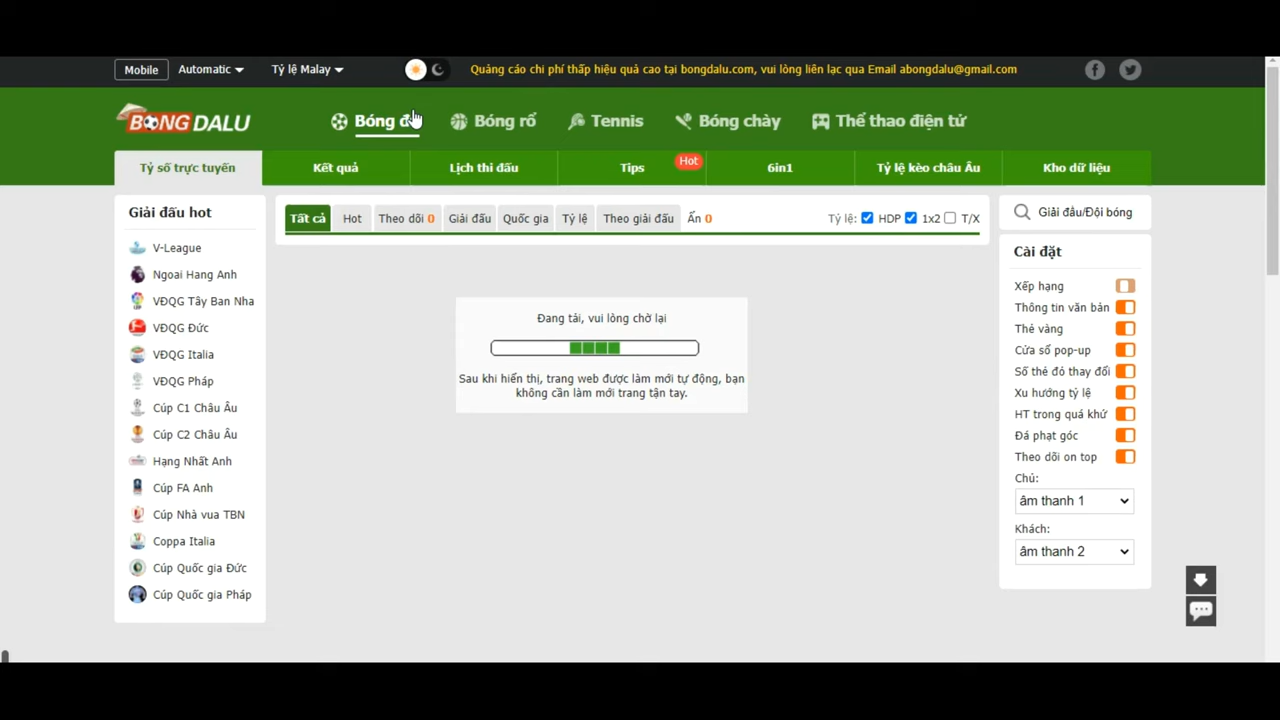 Mobile
Automatic
Tỷ lệ Malay
Quảng cáo chi phí thấp hiệu quả cao tại bongdalu.com, vui lòng liên lạc qua Email abongdalu@gmail.com
BONG DALU
Bóng đ
Bóng rổ
Tennis
Bóng chày
Thể thao điện tử
Tỷ số trực tuyến
Kết quả
Lịch thi đấu
Tips
Hot
6in1
Tỷ lệ kèo châu Âu
Kho dữ liệu
Giải đấu hot
V-League
Ngoai Hang Anh
VĐQG Tây Ban Nha
VĐQG Đức
VĐQG Italia
VĐQG Pháp
Cúp C1 Châu Âu
Cúp C2 Châu Âu
Hạng Nhất Anh
Cúp FA Anh
Cúp Nhà vua TBN
Coppa Italia
Cúp Quốc gia Đức
Cúp Quốc gia Pháp
Tất cả
Hot
Theo dõi 0
Giải đấu
Quốc gia
Tỷ lệ
Theo giải đấu
Ẩn 0
Tỷ lệ: HDP 1x2 T/X
Đang tải, vui lòng chờ lại
Sau khi hiển thị, trang web được làm mới tự động, bạn
không cần làm mới trang tận tay.
Giải đấu/Đội bóng
Cài đặt
Xếp hạng
Thông tin văn bản
Thẻ vàng
Cửa sổ pop-up
Số thẻ đỏ thay đổi
Xu hướng tỷ lệ
HT trong quá khứ
Đá phạt góc
Theo dõi on top
Chủ:
âm thanh 1
Khách:
âm thanh 2